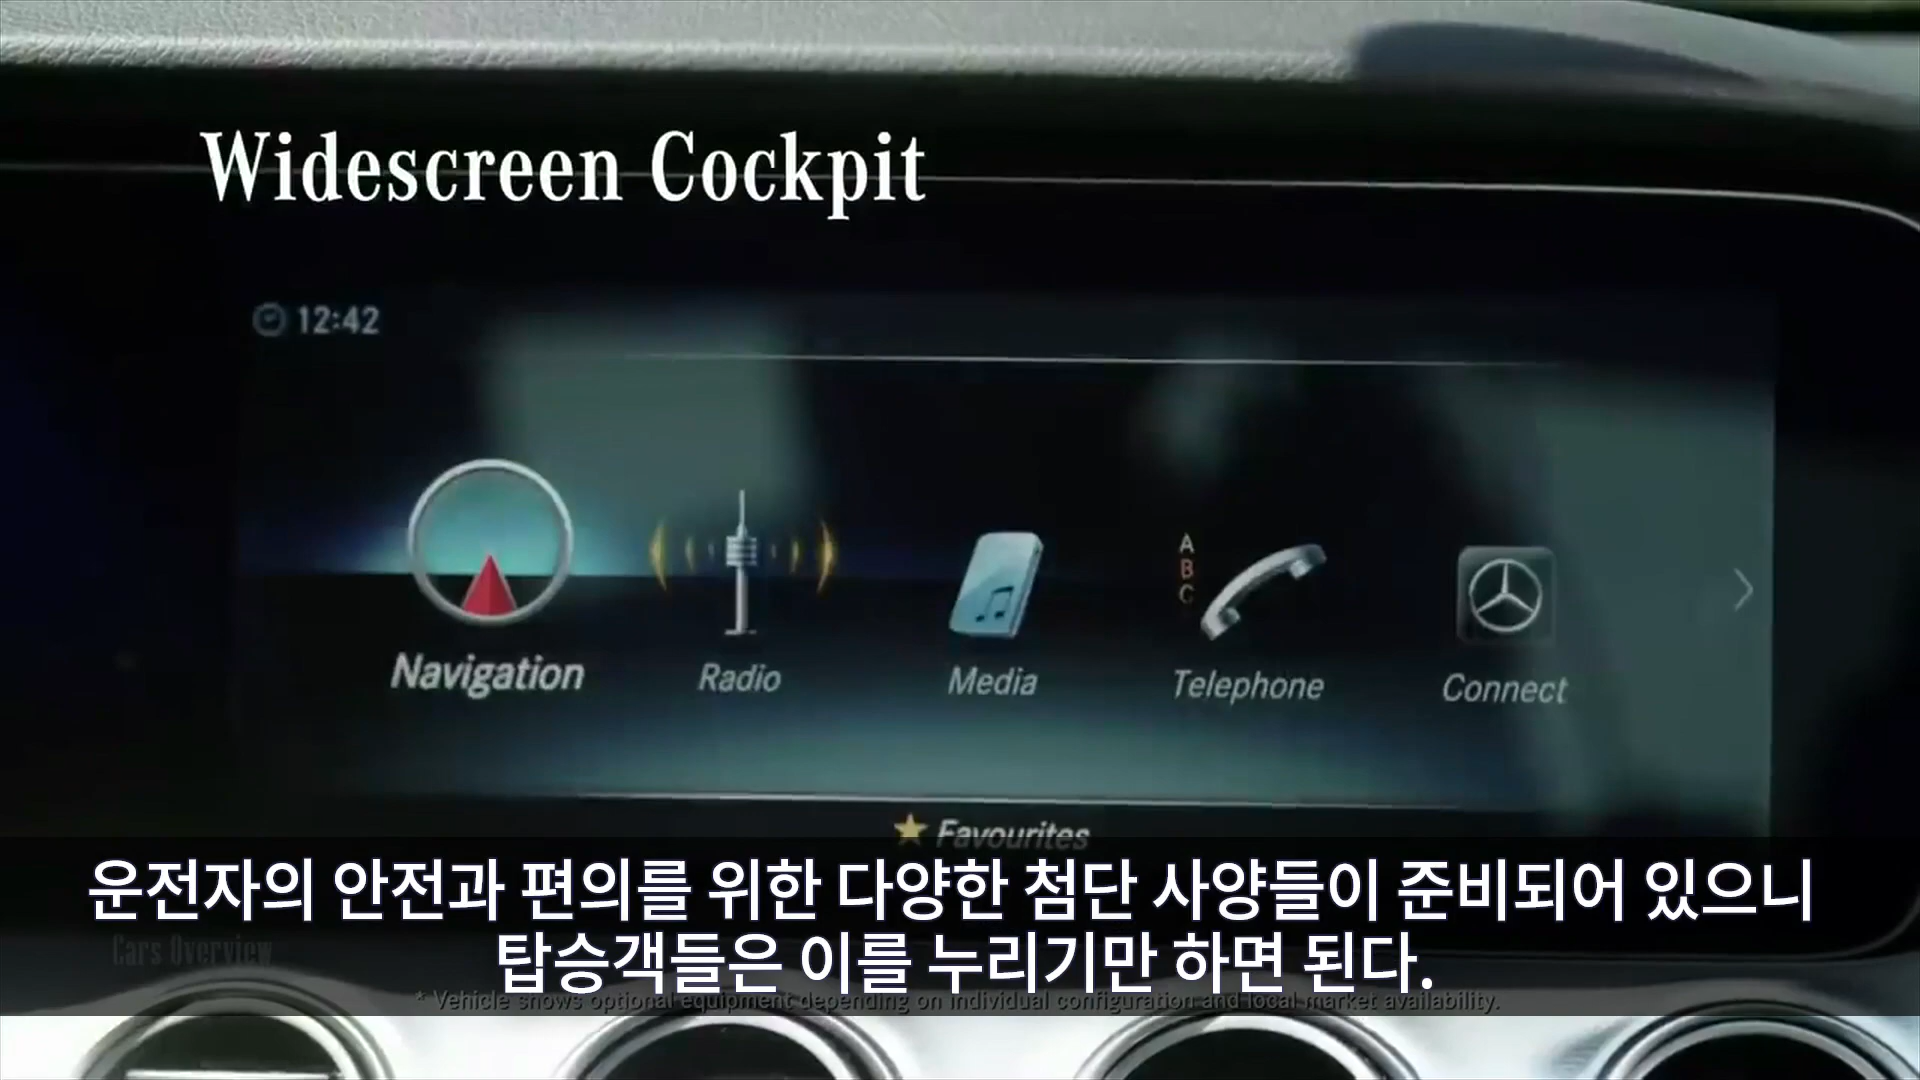 Widescreen Cockpit
12:42
A
B
C
Navigation
Radio
Media
Telephone
Connect
Favourites
운전자의 안전과 편의를 위한 다양한 첨단 사양들이 준비되어 있으니
탑승객들은 이를 누리기만 하면 된다.
Cars Overview
* Vehicle shows optional equipment depending on individual configuration and local market availability.